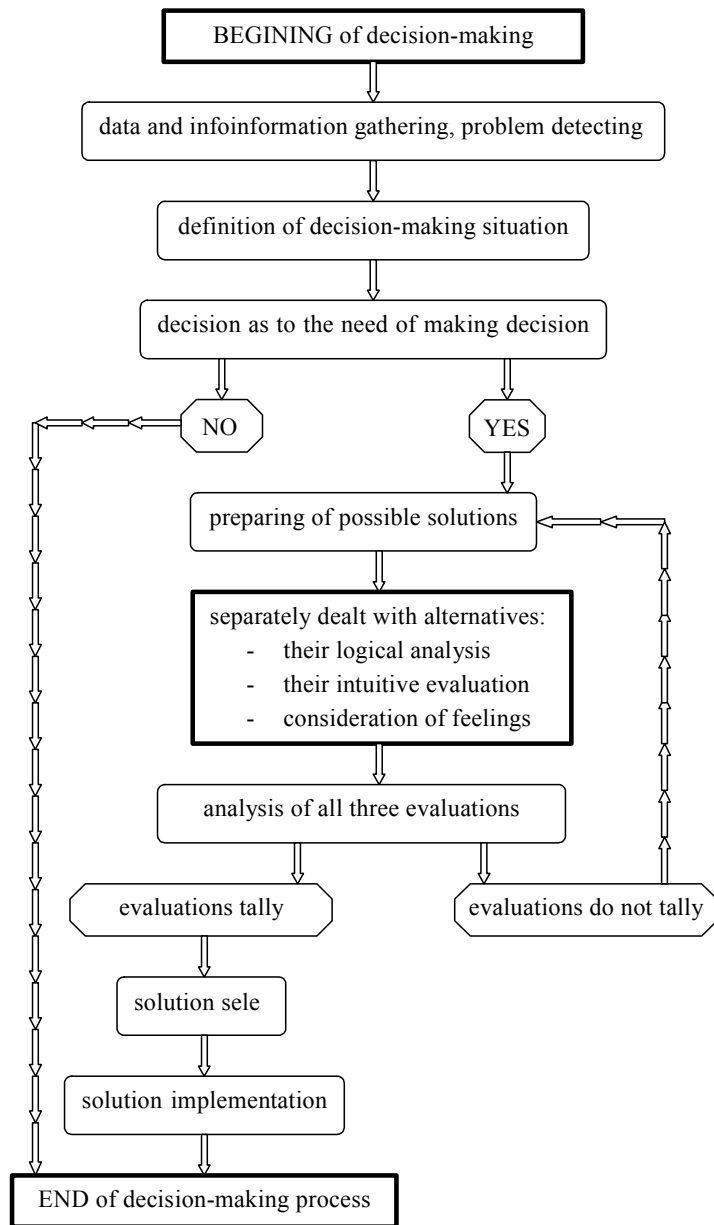 BEGINING of decision-making
data and infoinformation gathering, problem detecting
definition of decision-making situation
decision as to the need of making decision
NO YES
preparing of possible solutions
separately dealt with alternatives:
- their logical analysis
- their intuitive evaluation
- consideration of feelings
analysis of all three evaluations
evaluations tally evaluations do not tally
solution sele
solution implementation
END of decision-making process